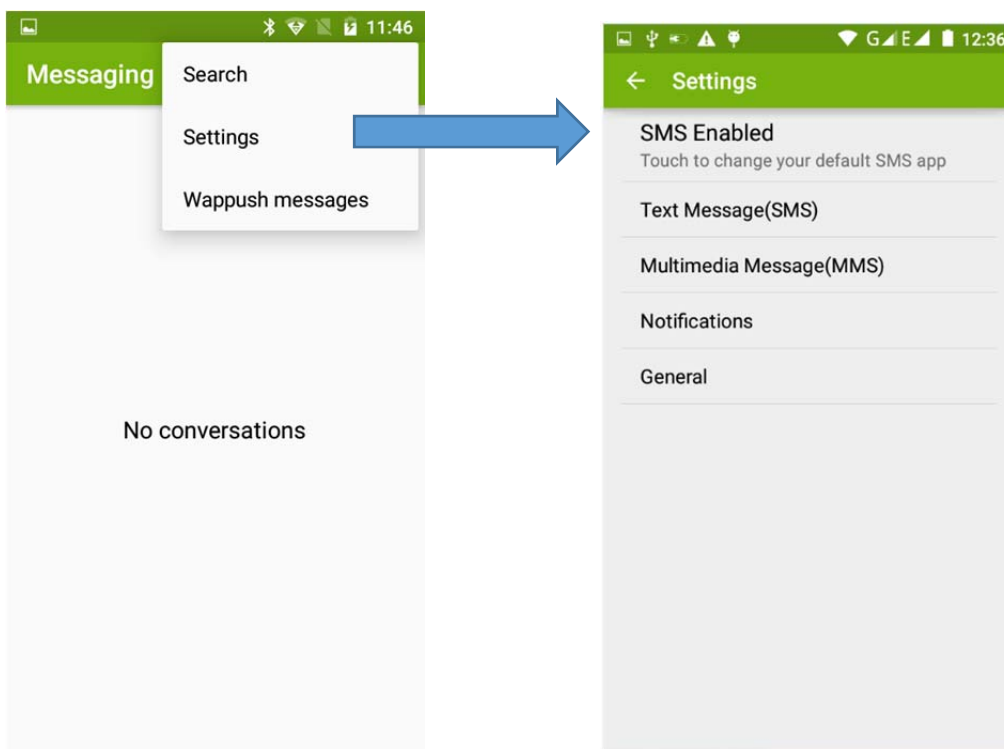 11:46
Messaging
Search
Settings
Wappush messages
No conversations
G E 12:36
Settings
SMS Enabled
Touch to change your default SMS app
Text Message(SMS)
Multimedia Message(MMS)
Notifications
General